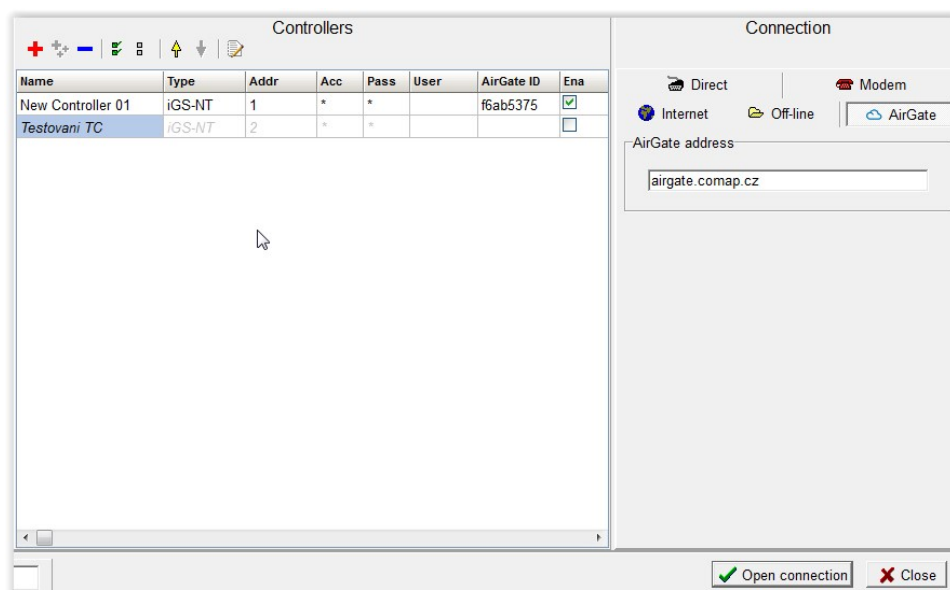 Controllers
Name Type Addr Acc Pass User AirGate ID Ena
New Controller 01 iGS-NT 1 * * f6ab5375
Testovani TC iGS-NT 2 * *
Connection
Direct Modem
Internet Off-line AirGate
AirGate address
airgate.comap.cz
Open connection Close